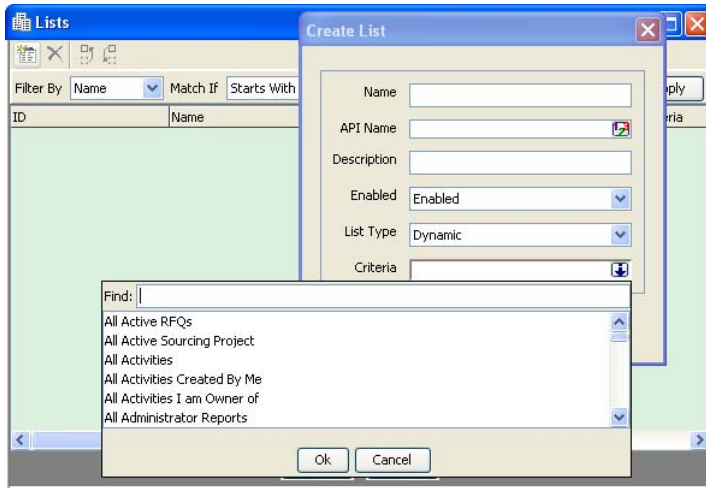 Lists
Create List
Filter By Name Match If Starts With
ply
ID Name
ria
Name
API Name
Description
Enabled Enabled
List Type Dynamic
Criteria
Find:
All Active RFQs
All Active Sourcing Project
All Activities
All Activities Created By Me
All Activities I am Owner of
All Administrator Reports
Ok Cancel